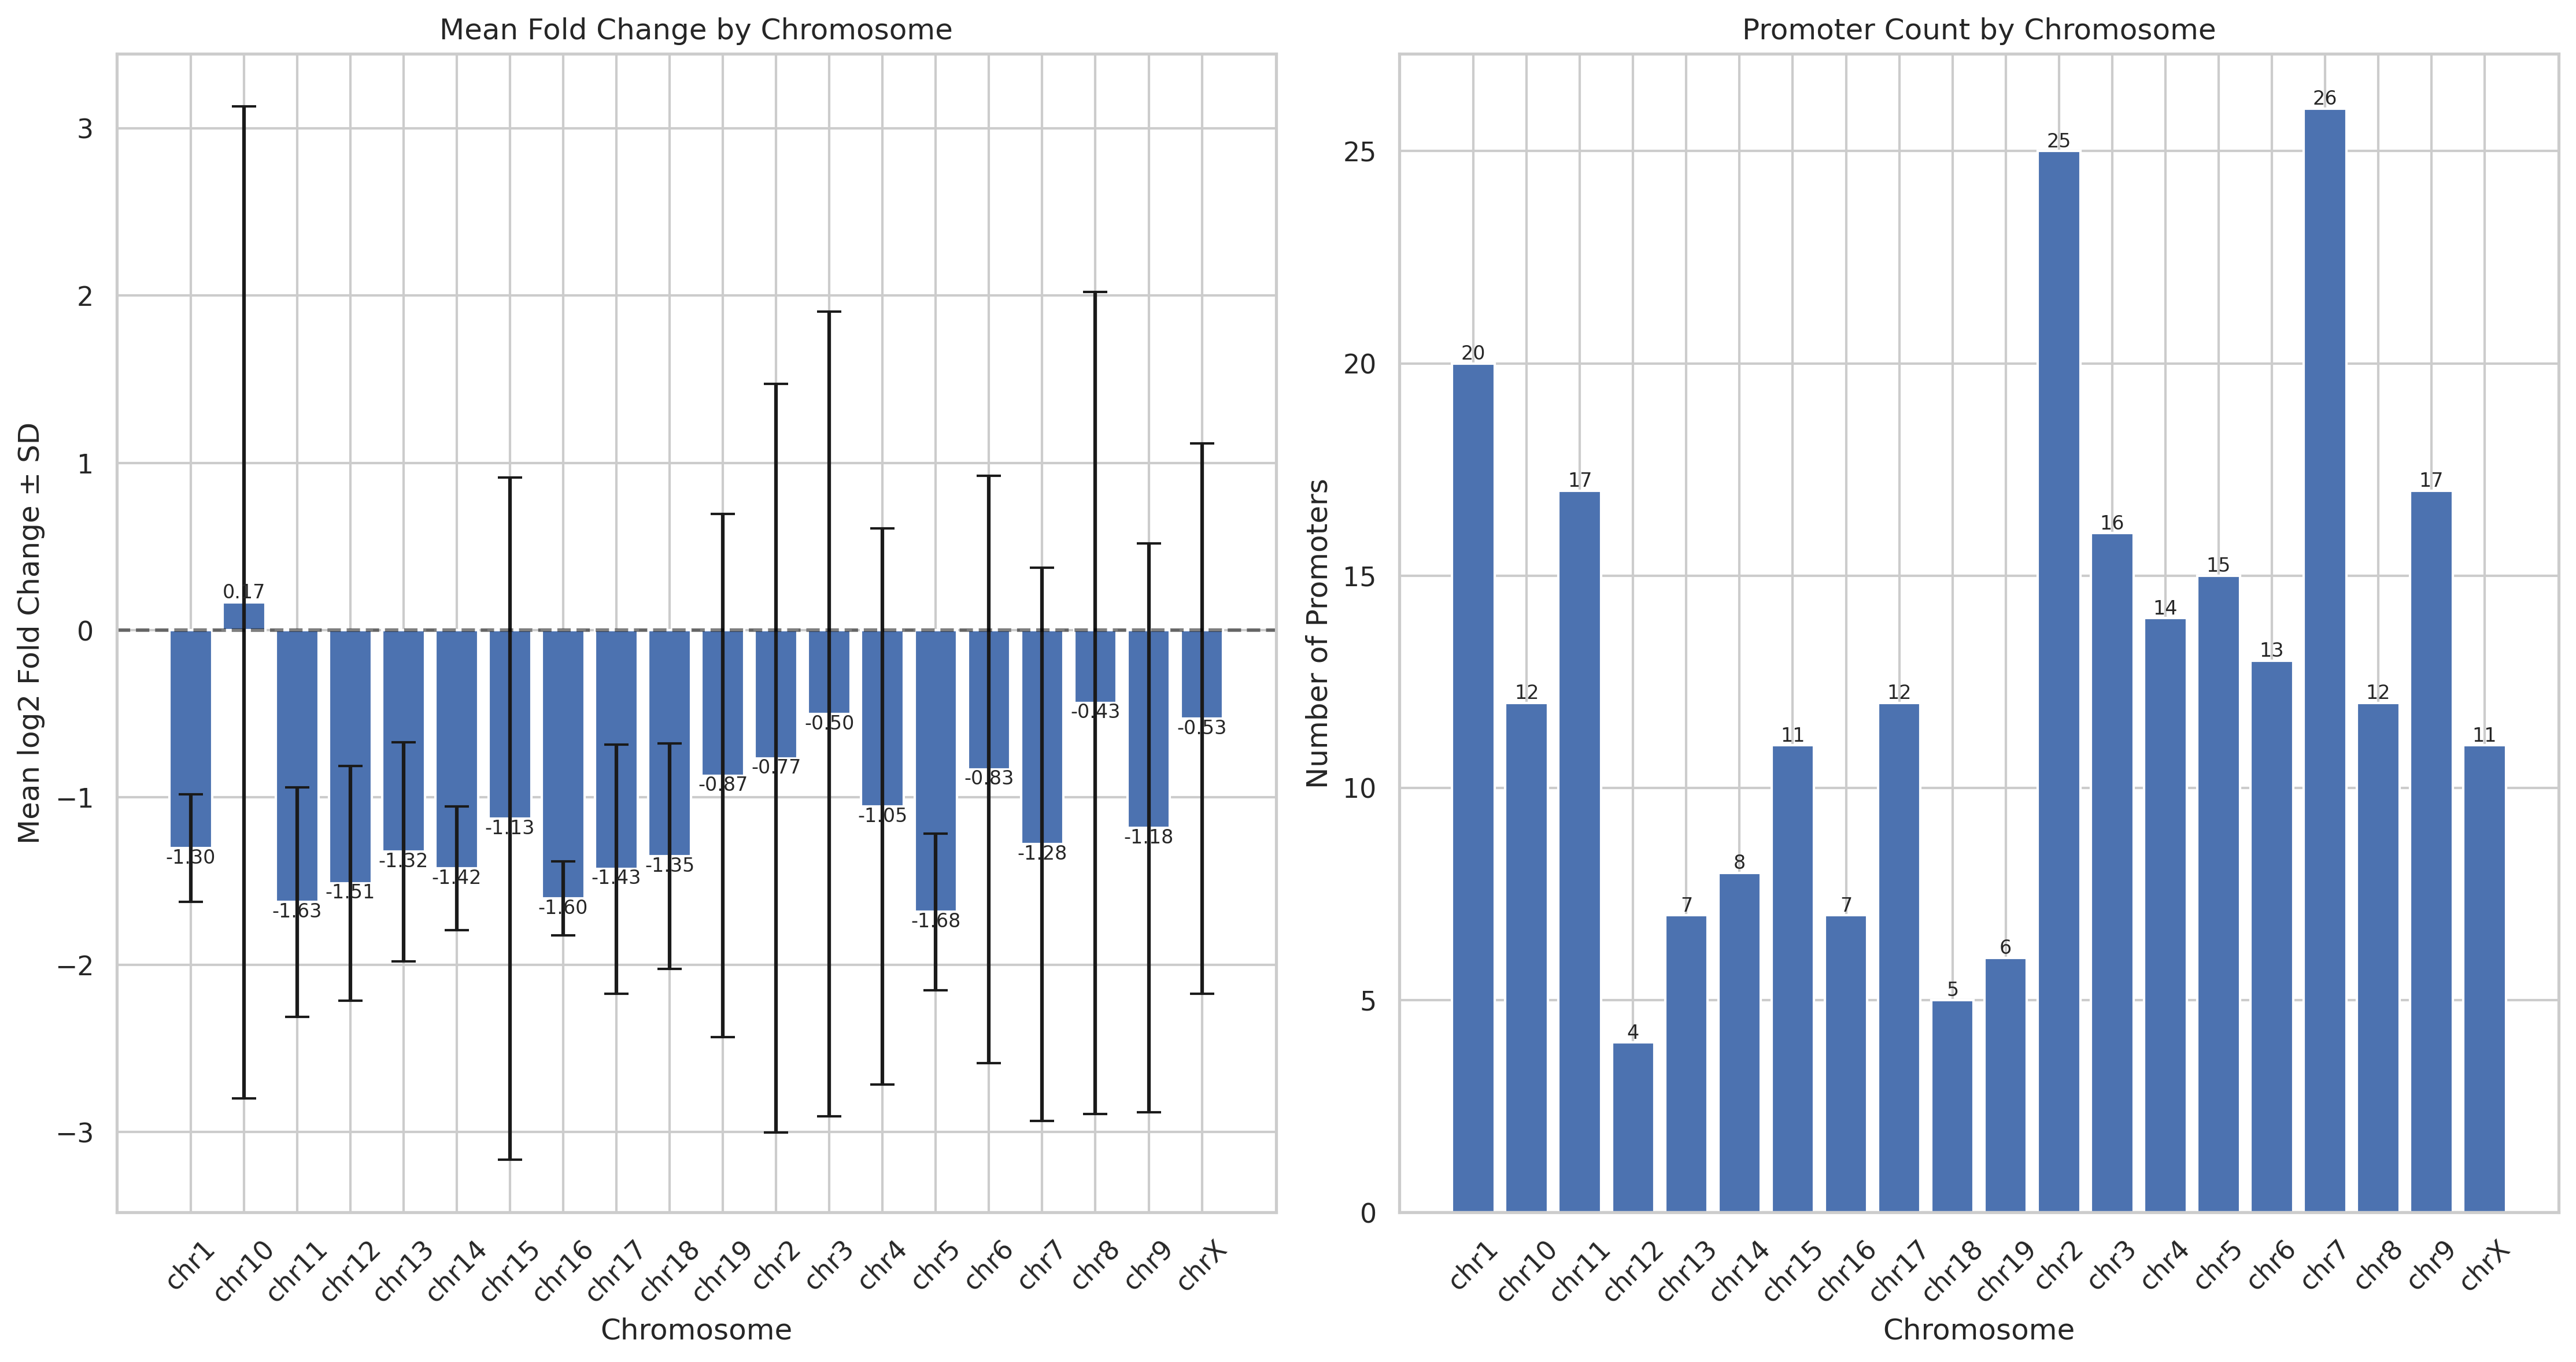 Mean Fold Change by Chromosome
Mean log2 Fold Change ± SD
3
2
1
0
−1
−2
−3
-1.30
0.17
-1.63
-1.51
-1.32
-1.42
-1.13
-1.60
-1.43
-1.35
-0.87
-0.77
-0.50
-1.05
-1.68
-0.83
-1.28
-0.43
-1.18
-0.53
chr1
chr10
chr11
chr12
chr13
chr14
chr15
chr16
chr17
chr18
chr19
chr2
chr3
chr4
chr5
chr6
chr7
chr8
chr9
chrX
Chromosome
Promoter Count by Chromosome
Number of Promoters
25
20
15
10
5
0
20
12
17
4
7
8
11
7
12
5
6
25
16
14
15
13
26
12
17
11
chr1
chr10
chr11
chr12
chr13
chr14
chr15
chr16
chr17
chr18
chr19
chr2
chr3
chr4
chr5
chr6
chr7
chr8
chr9
chrX
Chromosome